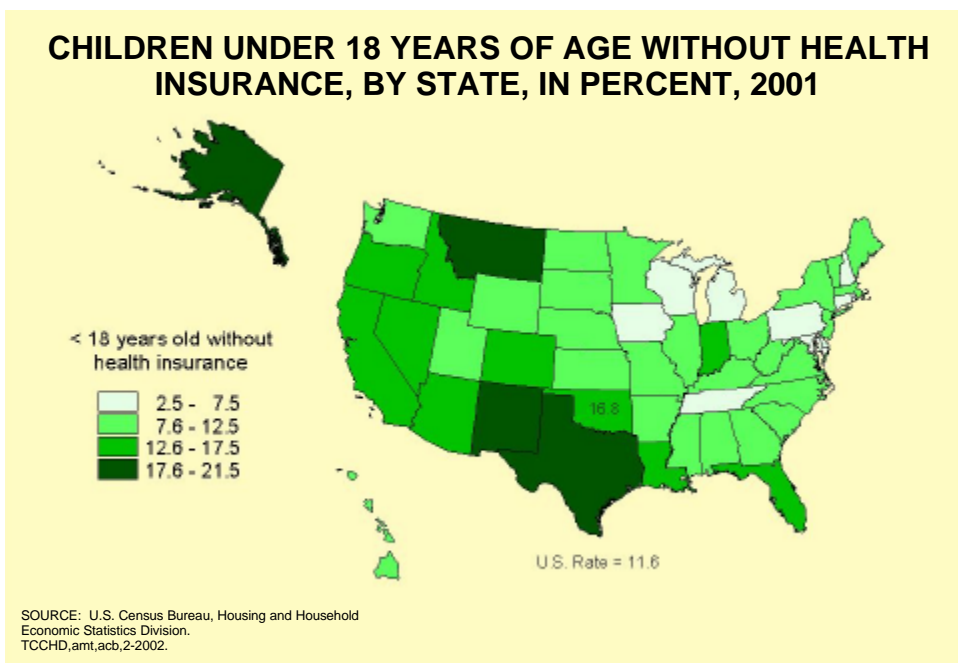 CHILDREN UNDER 18 YEARS OF AGE WITHOUT HEALTH
INSURANCE, BY STATE, IN PERCENT, 2001
< 18 years old without
health insurance
2.5 - 7.5
7.6 - 12.5
12.6 - 17.5
17.6 - 21.5
16.8
U.S. Rate = 11.6
SOURCE: U.S. Census Bureau, Housing and Household
Economic Statistics Division.
TCCHD,amt,acb,2-2002.